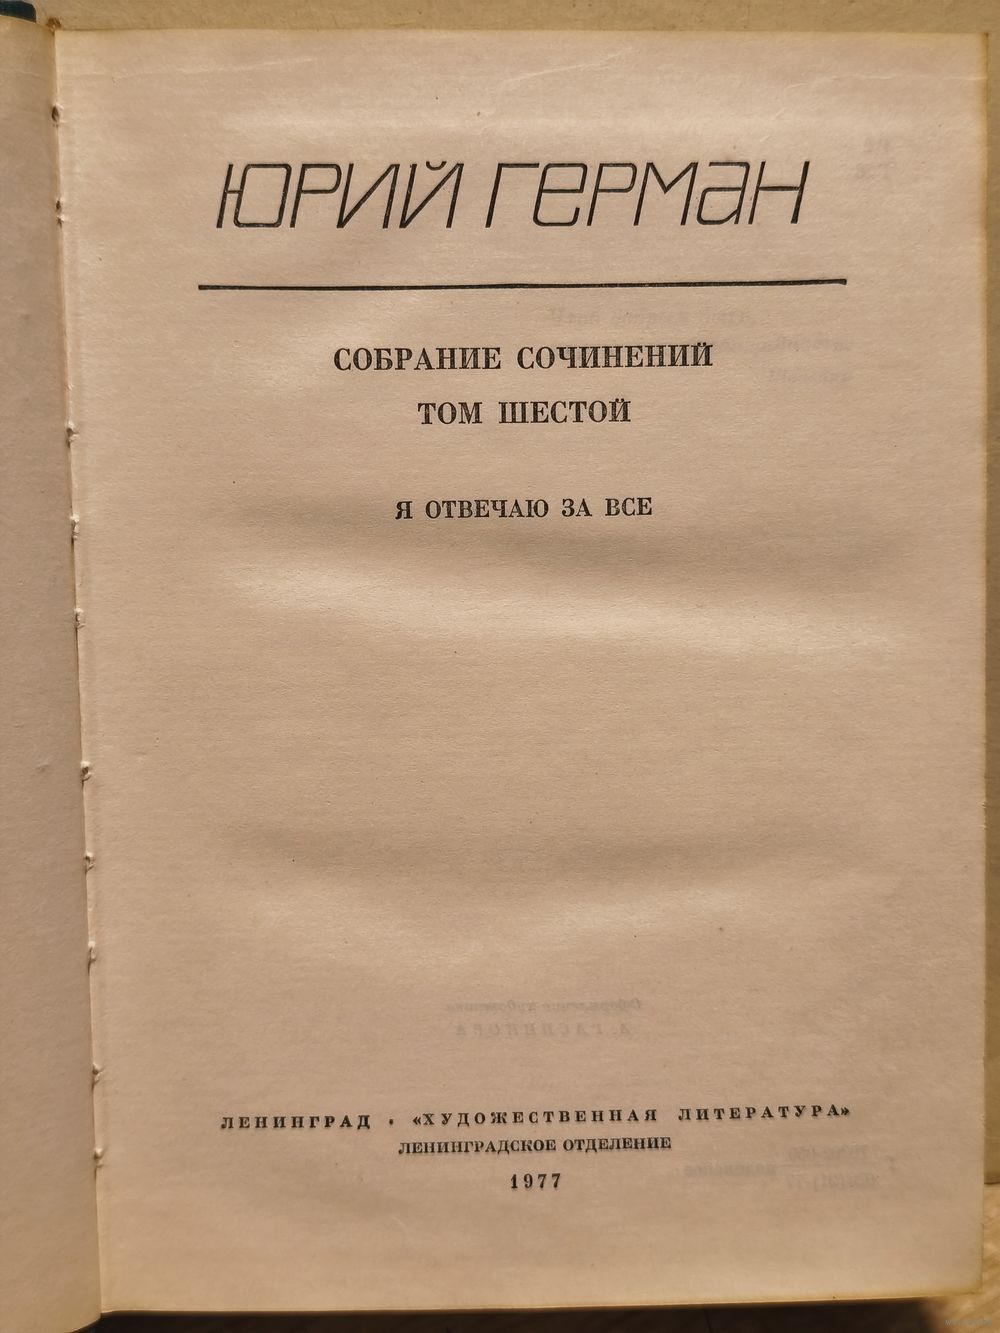 ЮРИЙ ГЕРМАН
СОБРАНИЕ СОЧИНЕНИЙ
ТОМ ШЕСТОЙ
Я ОТВЕЧАЮ ЗА ВСЕ
ЛЕНИНГРАД · «ХУДОЖЕСТВЕННАЯ ЛИТЕРАТУРА»
ЛЕНИНГРАДСКОЕ ОТДЕЛЕНИЕ
1977